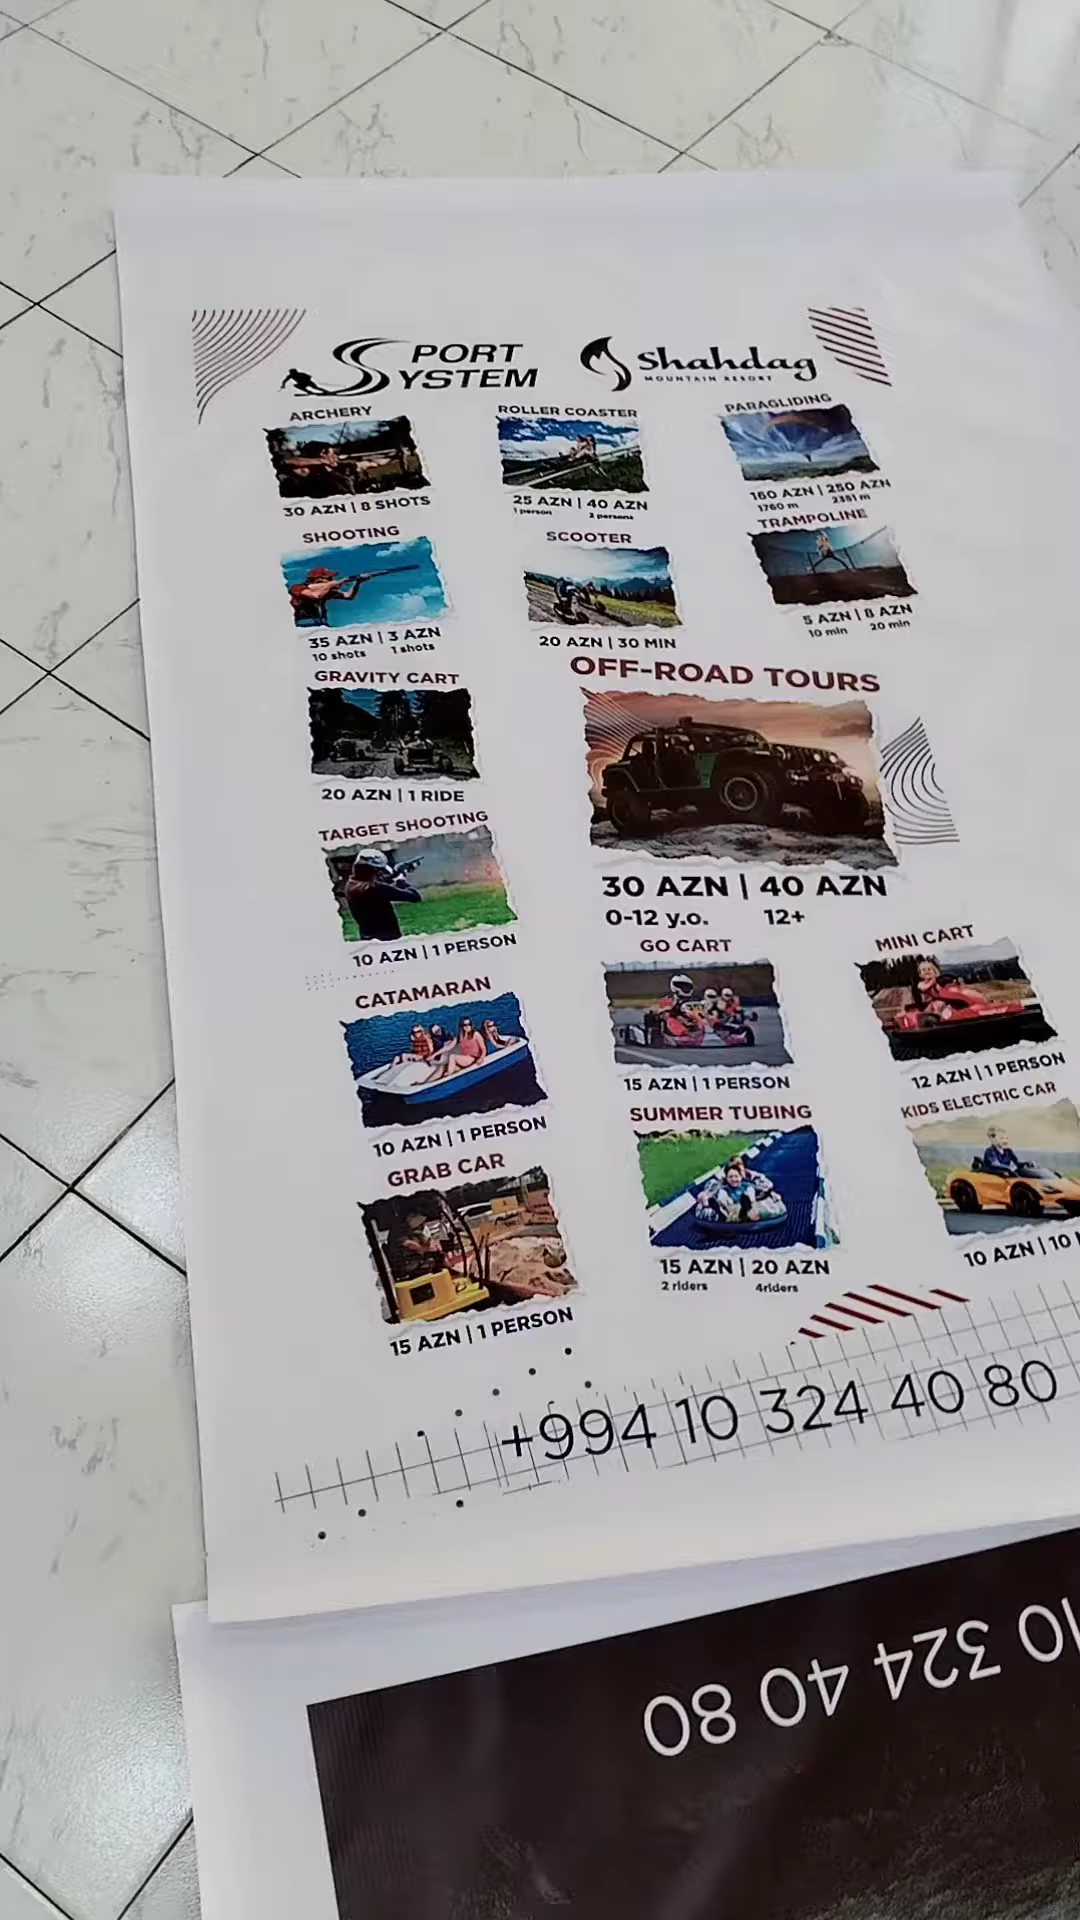 SPORT SYSTEM
Shahdag
MOUNTAIN RESORT
ARCHERY
30 AZN | 8 SHOTS
ROLLER COASTER
25 AZN | 40 AZN
1 person 2 persons
PARAGLIDING
160 AZN | 250 AZN
1760 m 2351 m
SHOOTING
35 AZN | 3 AZN
10 shots 1 shots
SCOOTER
20 AZN | 30 MIN
TRAMPOLINE
5 AZN | 8 AZN
10 min 20 min
GRAVITY CART
20 AZN | 1 RIDE
OFF-ROAD TOURS
30 AZN | 40 AZN
0-12 y.o. 12+
TARGET SHOOTING
10 AZN | 1 PERSON
GO CART
15 AZN | 1 PERSON
MINI CART
12 AZN | 1 PERSON
CATAMARAN
10 AZN | 1 PERSON
SUMMER TUBING
15 AZN | 20 AZN
2 riders 4riders
KIDS ELECTRIC CAR
10 AZN | 10
GRAB CAR
15 AZN | 1 PERSON
+994 10 324 40 80
10 324 40 80